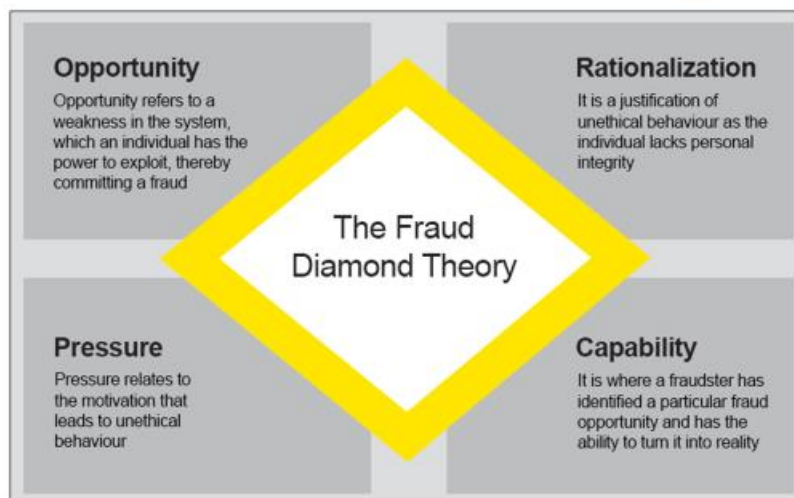 Opportunity
Opportunity refers to a
weakness in the system,
which an individual has the
power to exploit, thereby
committing a fraud
Rationalization
It is a justification of
unethical behaviour as the
individual lacks personal
integrity
The Fraud
Diamond Theory
Pressure
Pressure relates to
the motivation that
leads to unethical
behaviour
Capability
It is where a fraudster has
identified a particular fraud
opportunity and has the
ability to turn it into reality